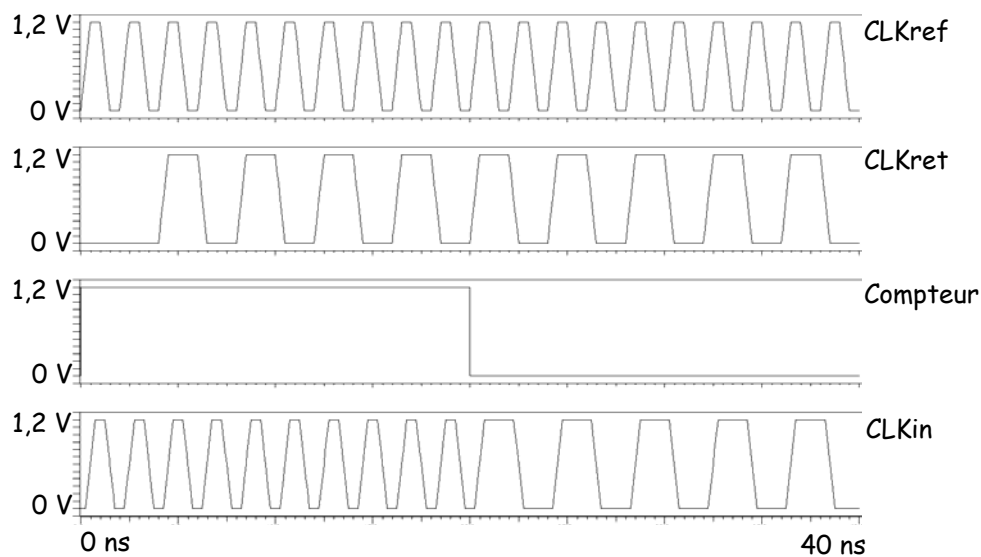 1,2 V
CLKref
0 V
1,2 V
CLKret
0 V
1,2 V
Compteur
0 V
1,2 V
CLKin
0 V
0 ns
40 ns